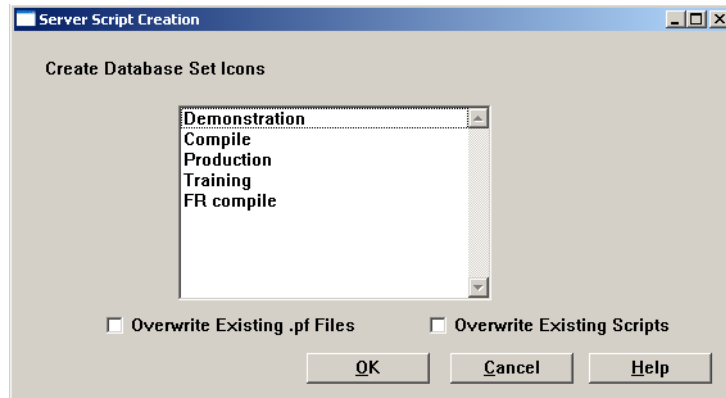 Server Script Creation
Create Database Set Icons
Demonstration
Compile
Production
Training
FR compile
Overwrite Existing .pf Files Overwrite Existing Scripts
OK Cancel Help